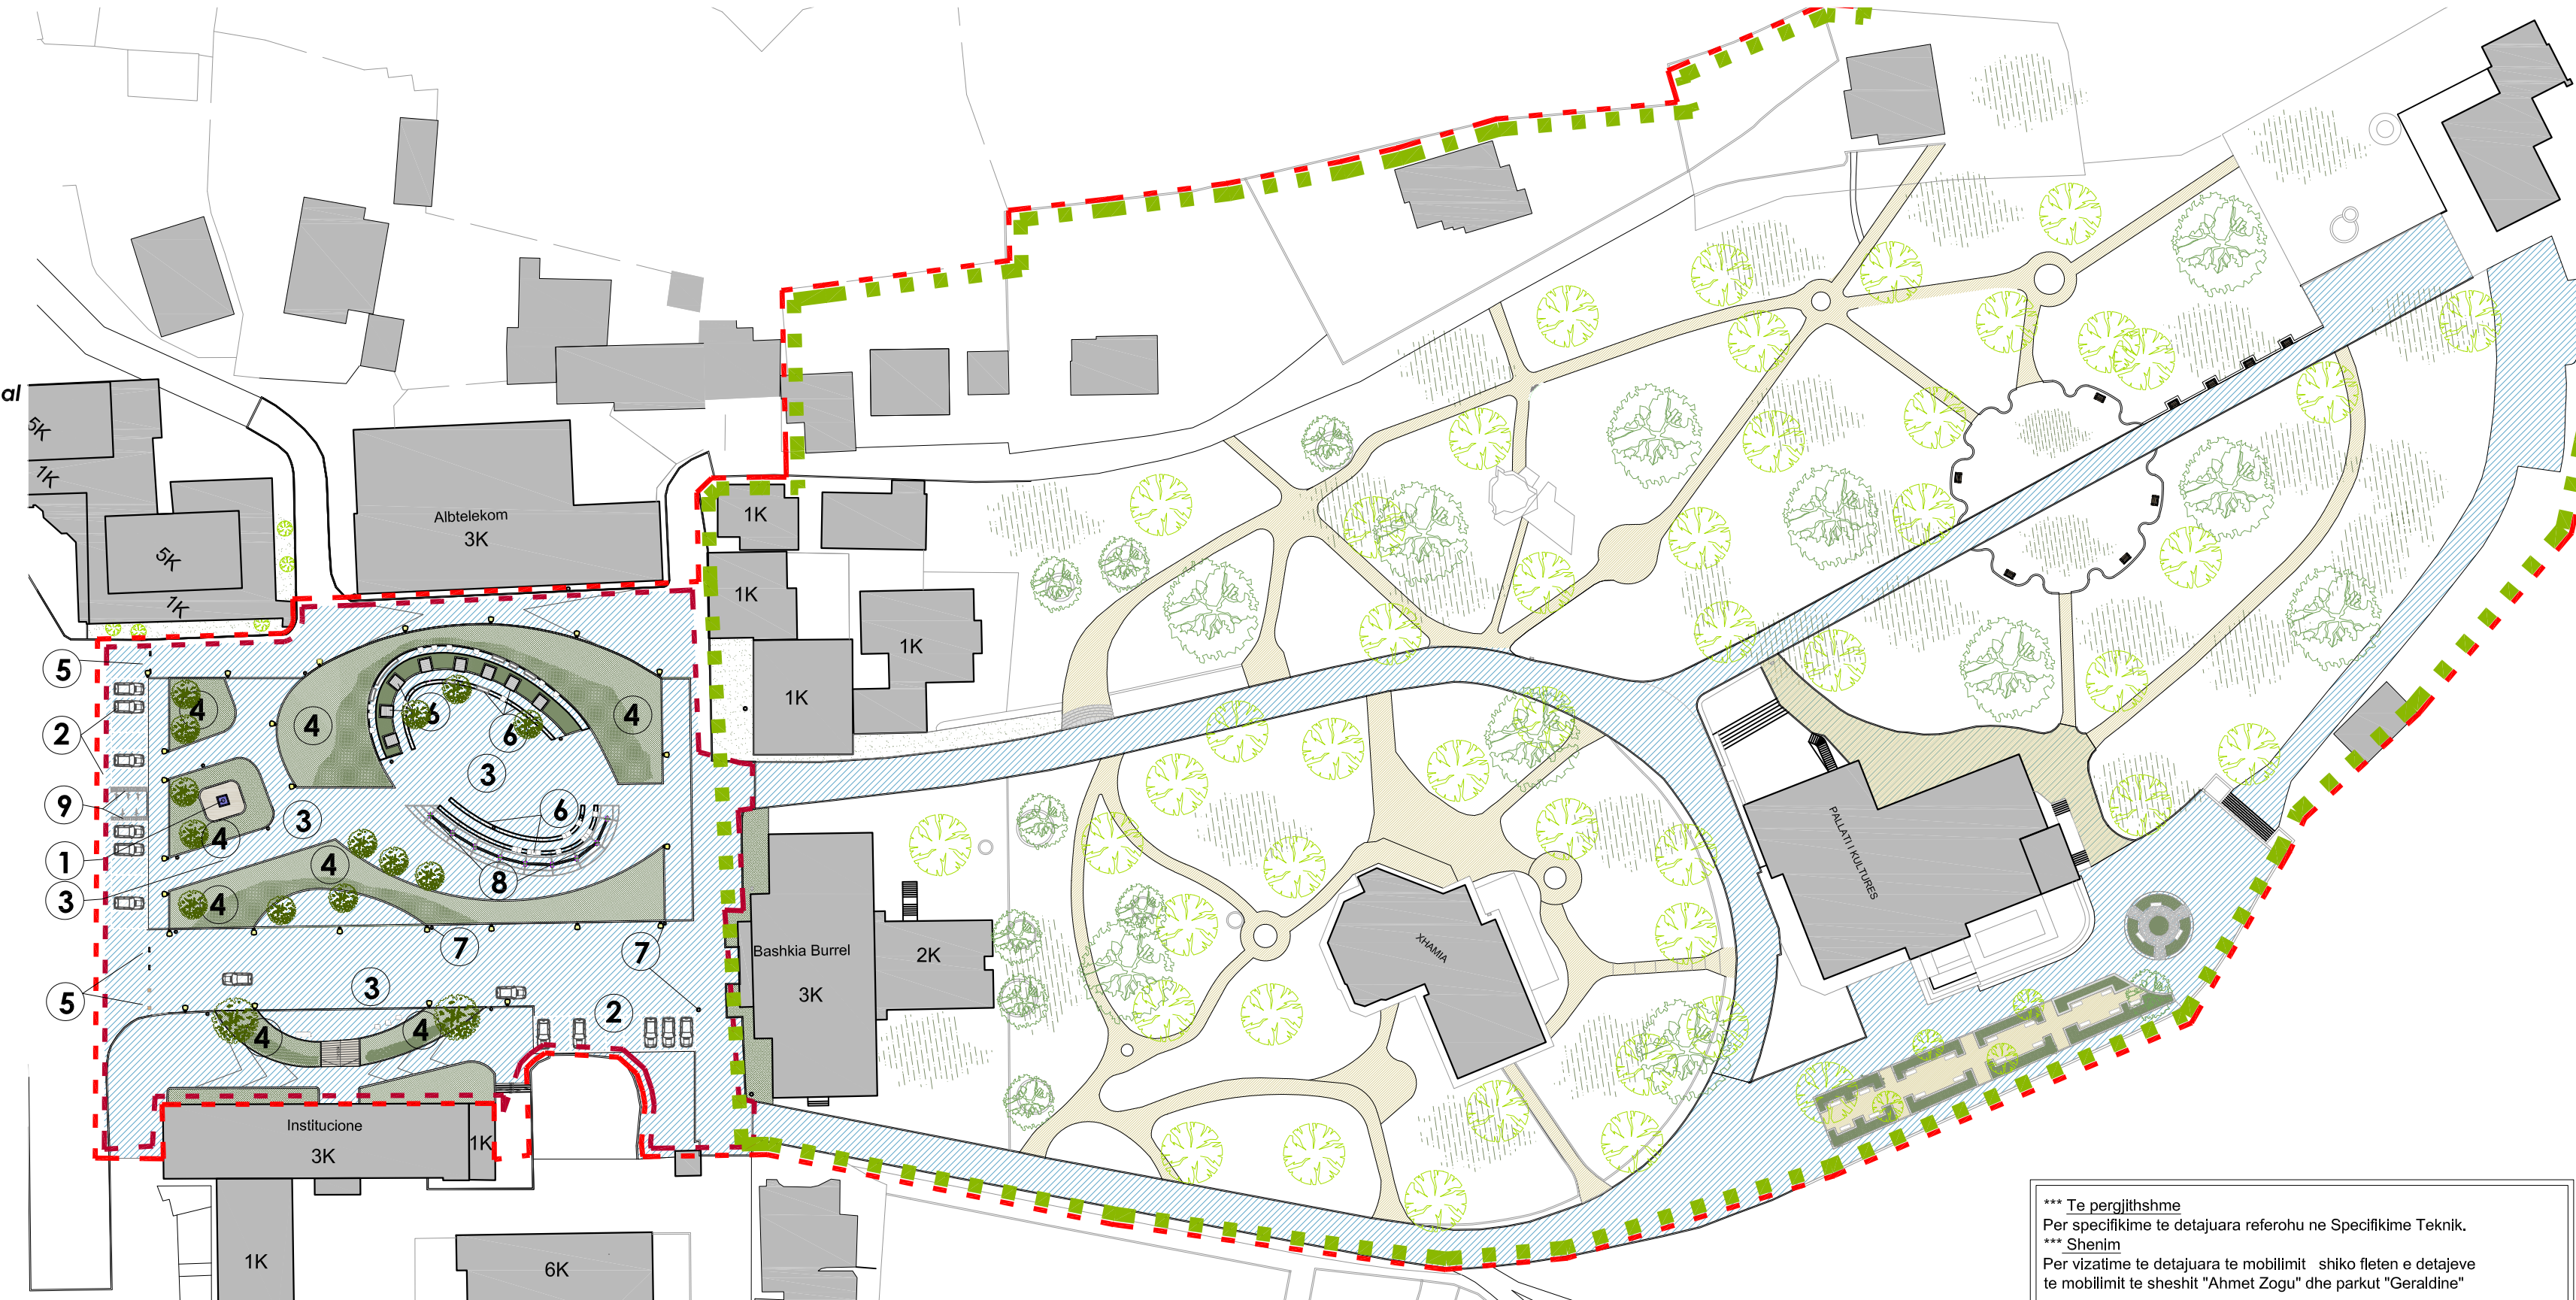 al
5K
1K
5K
1K
Albtelekom
3K
1K
1K
1K
1K
5
2
9
1
3
5
4
4
4
6
6
3
6
3
4
4
4
8
7
7
3
2
4
4
Bashkia Burrel
3K
2K
XHAMIA
PALLATI I KULTURES
Institucione
3K
1K
1K
6K
*** Te pergjithshme
Per specifikime te detajuara referohu ne Specifikime Teknik.
*** Shenim
Per vizatime te detajuara te mobilimit shiko fleten e detajeve
te mobilimit te sheshit "Ahmet Zogu" dhe parkut "Geraldine"